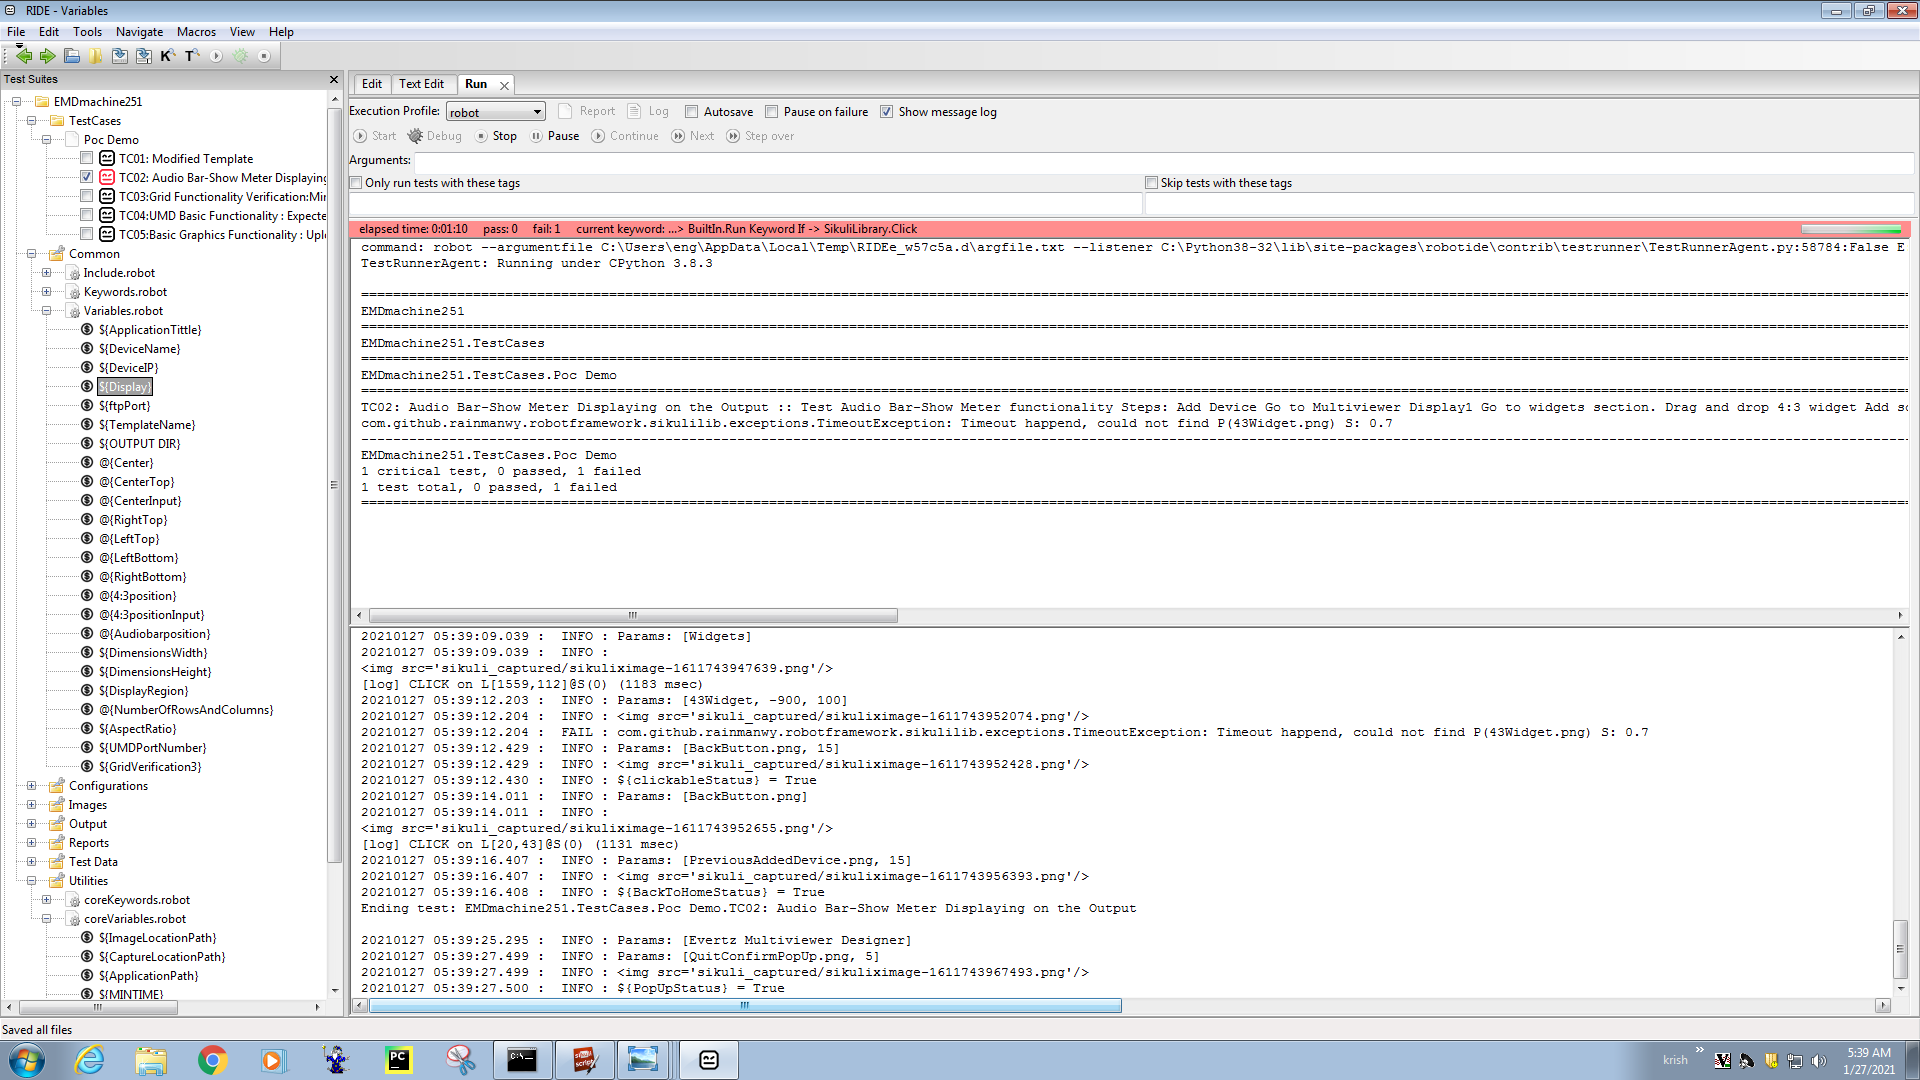 RIDE - Variables
File Edit Tools Navigate Macros View Help
K T
Test Suites
EMDmachine251
TestCases
Poc Demo
TC01: Modified Template
TC02: Audio Bar-Show Meter Displaying
TC03:Grid Functionality Verification:Mi
TC04:UMD Basic Functionality : Expecte
TC05:Basic Graphics Functionality : Uplo
Common
Include.robot
Keywords.robot
Variables.robot
${ApplicationTittle}
${DeviceName}
${DeviceIP}
${Display}
${ftpPort}
${TemplateName}
${OUTPUT DIR}
@{Center}
@{CenterTop}
@{CenterInput}
@{RightTop}
@{LeftTop}
@{LeftBottom}
@{RightBottom}
@{4:3position}
@{4:3positionInput}
@{Audiobarposition}
${DimensionsWidth}
${DimensionsHeight}
${DisplayRegion}
@{NumberOfRowsAndColumns}
${AspectRatio}
${UMDPortNumber}
${GridVerification3}
Configurations
Images
Output
Reports
Test Data
Utilities
coreKeywords.robot
coreVariables.robot
${ImageLocationPath}
${CaptureLocationPath}
${ApplicationPath}
${MINTIME}
Edit Text Edit Run
Execution Profile: robot Report Log Autosave Pause on failure Show message log
Start Debug Stop Pause Continue Next Step over
Arguments:
Only run tests with these tags Skip tests with these tags
elapsed time: 0:01:10 pass: 0 fail: 1 current keyword: ...> BuiltIn.Run Keyword If -> SikuliLibrary.Click
command: robot --argumentfile C:\Users\eng\AppData\Local\Temp\RIDEe_w57c5a.d\argfile.txt --listener C:\Python38-32\lib\site-packages\robotide\contrib\testrunner\TestRunnerAgent.py:58784:False E
TestRunnerAgent: Running under CPython 3.8.3
EMDmachine251
EMDmachine251.TestCases
EMDmachine251.TestCases.Poc Demo
TC02: Audio Bar-Show Meter Displaying on the Output :: Test Audio Bar-Show Meter functionality Steps: Add Device Go to Multiviewer Display1 Go to widgets section. Drag and drop 4:3 widget Add so
com.github.rainmanwy.robotframework.sikulilib.exceptions.TimeoutException: Timeout happend, could not find P(43Widget.png) S: 0.7
EMDmachine251.TestCases.Poc Demo
1 critical test, 0 passed, 1 failed
1 test total, 0 passed, 1 failed
20210127 05:39:09.039 : INFO : Params: [Widgets]
20210127 05:39:09.039 : INFO :
<img src='sikuli_captured/sikuliximage-1611743947639.png'/>
[log] CLICK on L[1559,112]@S(0) (1183 msec)
20210127 05:39:12.203 : INFO : Params: [43Widget, -900, 100]
20210127 05:39:12.204 : INFO : <img src='sikuli_captured/sikuliximage-1611743952074.png'/>
20210127 05:39:12.204 : FAIL : com.github.rainmanwy.robotframework.sikulilib.exceptions.TimeoutException: Timeout happend, could not find P(43Widget.png) S: 0.7
20210127 05:39:12.429 : INFO : Params: [BackButton.png, 15]
20210127 05:39:12.429 : INFO : <img src='sikuli_captured/sikuliximage-1611743952428.png'/>
20210127 05:39:12.430 : INFO : ${clickableStatus} = True
20210127 05:39:14.011 : INFO : Params: [BackButton.png]
20210127 05:39:14.011 : INFO :
<img src='sikuli_captured/sikuliximage-1611743952655.png'/>
[log] CLICK on L[20,43]@S(0) (1131 msec)
20210127 05:39:16.407 : INFO : Params: [PreviousAddedDevice.png, 15]
20210127 05:39:16.407 : INFO : <img src='sikuli_captured/sikuliximage-1611743956393.png'/>
20210127 05:39:16.408 : INFO : ${BackToHomeStatus} = True
Ending test: EMDmachine251.TestCases.Poc Demo.TC02: Audio Bar-Show Meter Displaying on the Output
20210127 05:39:25.295 : INFO : Params: [Evertz Multiviewer Designer]
20210127 05:39:27.499 : INFO : Params: [QuitConfirmPopUp.png, 5]
20210127 05:39:27.499 : INFO : <img src='sikuli_captured/sikuliximage-1611743967493.png'/>
20210127 05:39:27.500 : INFO : ${PopUpStatus} = True
Saved all files
PC
krish
5:39 AM
1/27/2021